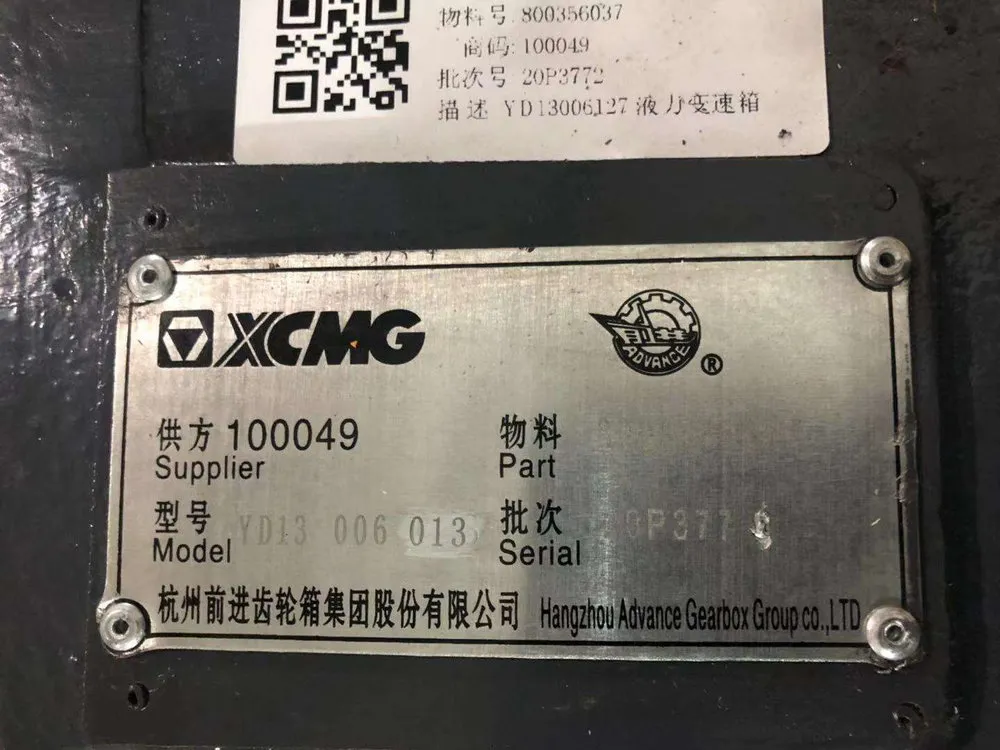 物料号 800356037
商码: 100049
批次号 20P3772
描述 YD13006127 液力变速箱
XCMG
前进
ADVANCE ®
供方 100049
Supplier
物料
Part
型号 YD13 006 013
Model
批次
Serial
杭州前进齿轮箱集团股份有限公司 Hangzhou Advance Gearbox Group co.,LTD